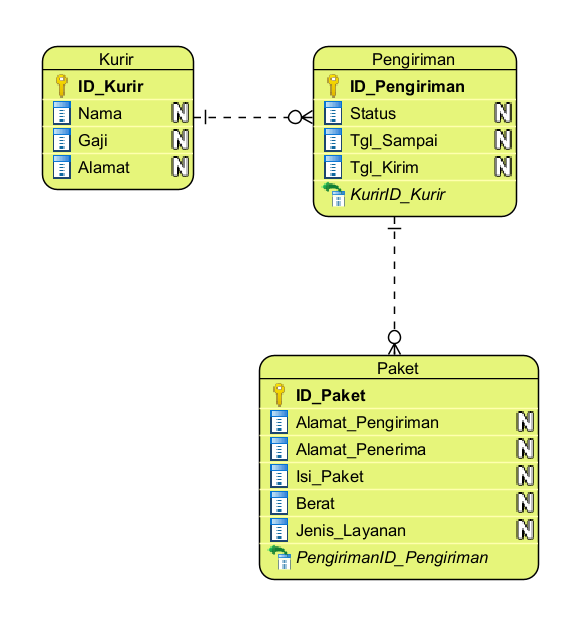 Kurir
ID_Kurir
Nama N
Gaji N
Alamat N
Pengiriman
ID_Pengiriman
Status N
Tgl_Sampai N
Tgl_Kirim N
KurirID_Kurir
Paket
ID_Paket
Alamat_Pengiriman N
Alamat_Penerima N
Isi_Paket N
Berat N
Jenis_Layanan N
PengirimanID_Pengiriman